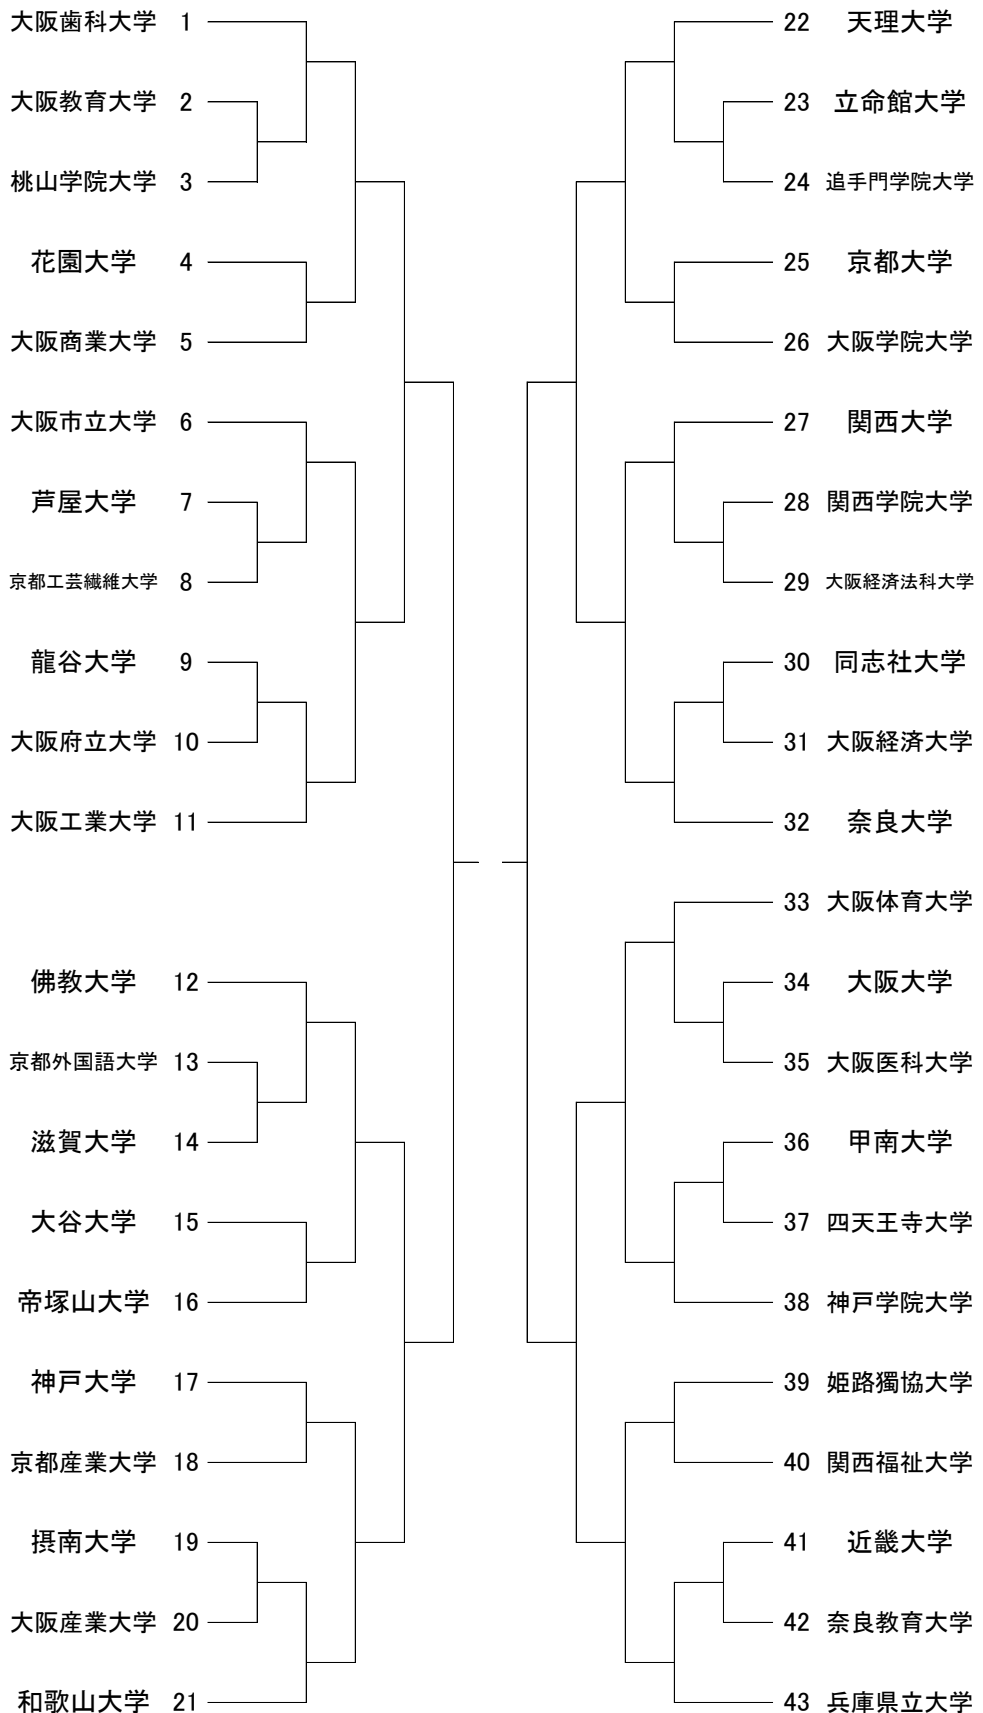 大阪歯科大学 1
大阪教育大学 2
桃山学院大学 3
花園大学 4
大阪商業大学 5
大阪市立大学 6
芦屋大学 7
京都工芸繊維大学 8
龍谷大学 9
大阪府立大学 10
大阪工業大学 11
佛教大学 12
京都外国語大学 13
滋賀大学 14
大谷大学 15
帝塚山大学 16
神戸大学 17
京都産業大学 18
摂南大学 19
大阪産業大学 20
和歌山大学 21
22 天理大学
23 立命館大学
24 追手門学院大学
25 京都大学
26 大阪学院大学
27 関西大学
28 関西学院大学
29 大阪経済法科大学
30 同志社大学
31 大阪経済大学
32 奈良大学
33 大阪体育大学
34 大阪大学
35 大阪医科大学
36 甲南大学
37 四天王寺大学
38 神戸学院大学
39 姫路獨協大学
40 関西福祉大学
41 近畿大学
42 奈良教育大学
43 兵庫県立大学